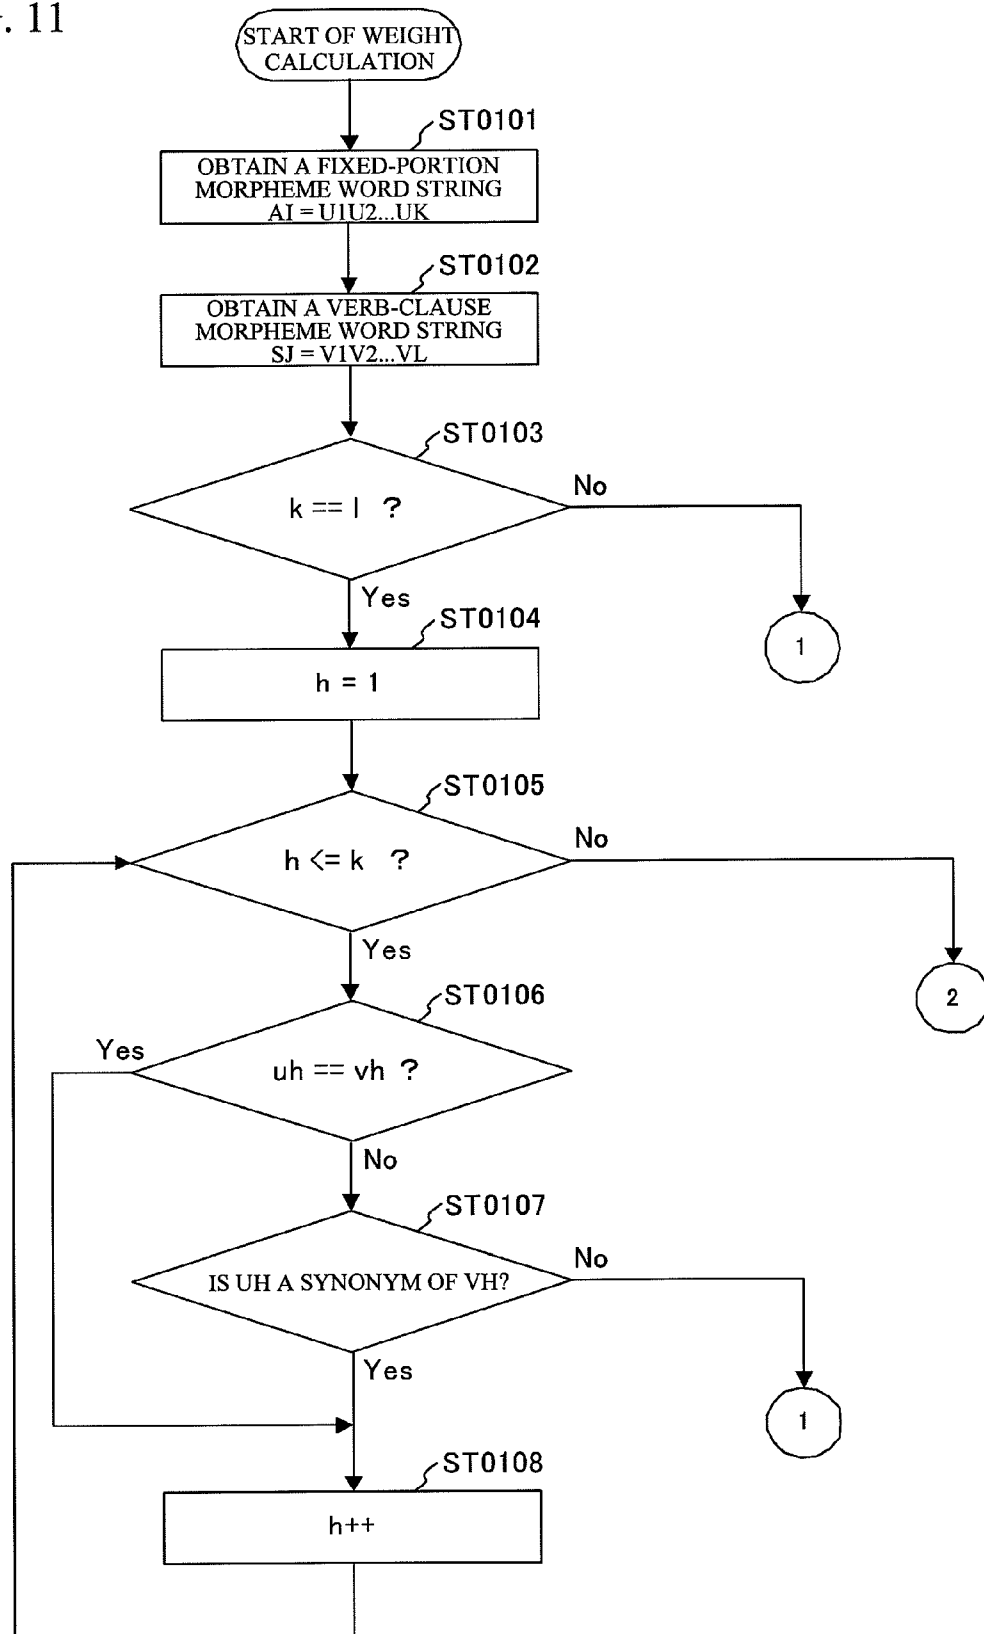 . 11
START OF WEIGHT
CALCULATION
ST0101
OBTAIN A FIXED-PORTION
MORPHEME WORD STRING
AI = U1U2...UK
ST0102
OBTAIN A VERB-CLAUSE
MORPHEME WORD STRING
SJ = V1V2...VL
ST0103
k == l ?
No
Yes
1
ST0104
h = 1
ST0105
h <= k ?
No
Yes
2
ST0106
Yes
uh == vh ?
No
ST0107
IS UH A SYNONYM OF VH?
No
Yes
1
ST0108
h++